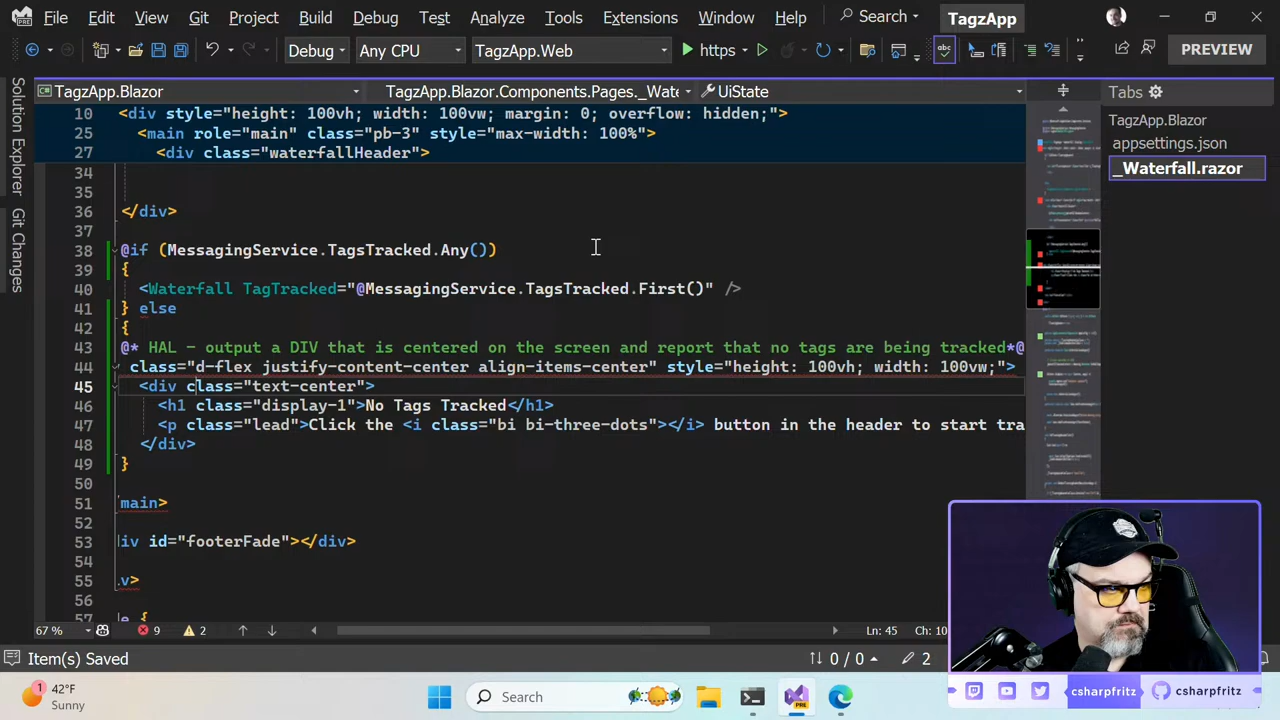 File Edit View Git Project Build Debug Test Analyze Tools Extensions Window Help Search TagzApp
Debug Any CPU TagzApp.Web https abc PREVIEW
Solution Explorer
Git Changes
TagzApp.Blazor TagzApp.Blazor.Components.Pages._Wate UiState
Tabs
TagzApp.Blazor
appsettings.json
_Waterfall.razor
10 <div style="height: 100vh; width: 100vw; margin: 0; overflow: hidden;">
25 <main role="main" class="pb-3" style="max-width: 100%">
27 <div class="waterfallHeader">
34
35
36 </div>
37
38 @if (MessagingService.TagsTracked.Any())
39 {
40 <Waterfall TagTracked="@MessagingService.TagsTracked.First()" />
41 } else
42 {
43 @* HAL - output a DIV that is centered on the screen and report that no tags are being tracked*@
44 class="d-flex justify-content-center align-items-center" style="height: 100vh; width: 100vw;">
45 <div class="text-center">
46 <h1 class="display-1">No Tags Tracked</h1>
47 <p class="lead">Click the <i class="bi bi-three-dots"></i> button in the header to start tra
48 </div>
49 }
50
51 main>
52
53 iv id="footerFade"></div>
54
55 v>
56
57 e {
67 % 9 2 Ln: 45 Ch: 10
Item(s) Saved 0 / 0 2
42°F
Sunny
Search
csharpfritz csharpfritz